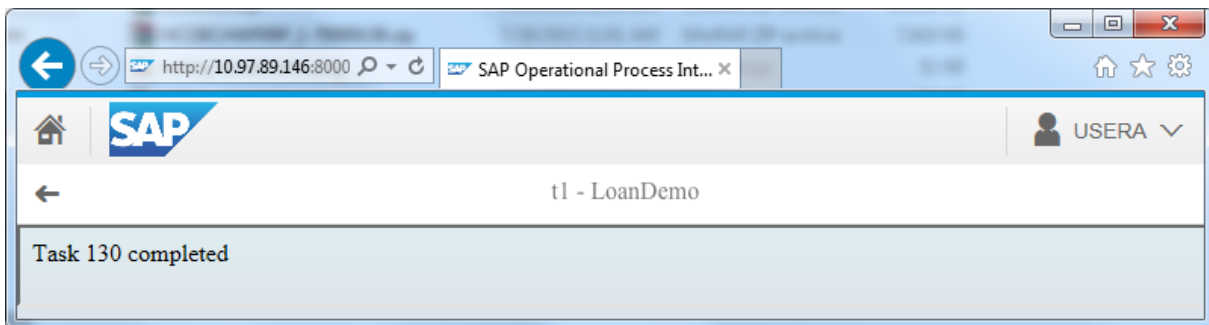 http://10.97.89.146:8000
SAP Operational Process Int...
SAP
USERA
t1 - LoanDemo
Task 130 completed